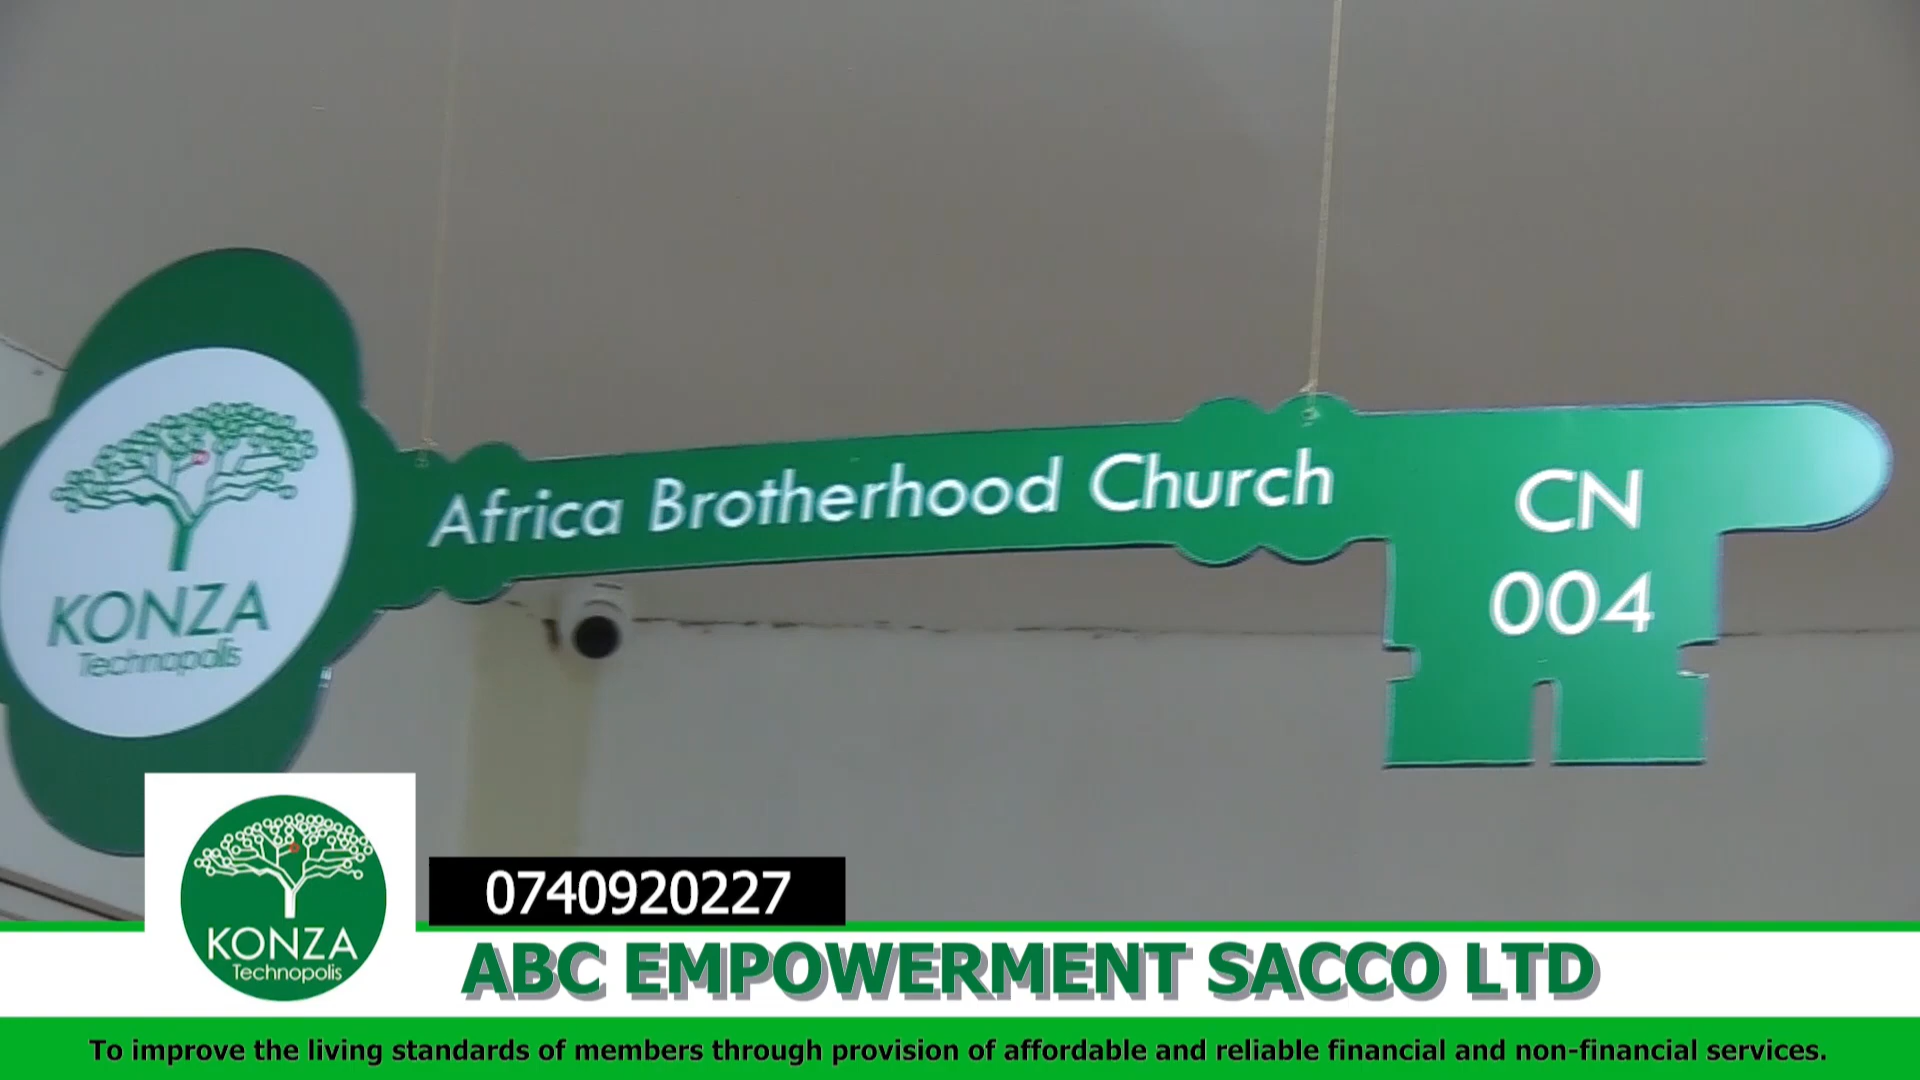 Africa Brotherhood Church
CN
004
KONZA
Technopolis
0740920227
KONZA
Technopolis
ABC EMPOWERMENT SACCO LTD
To improve the living standards of members through provision of affordable and reliable financial and non-financial services.